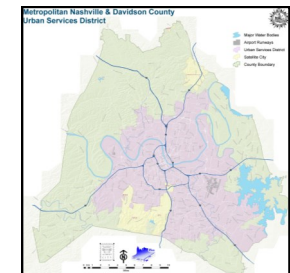 Metropolitan Nashville & Davidson County
Urban Services District
Major Water Bodies
Airport Runways
Urban Services District
Satellite City
County Boundary